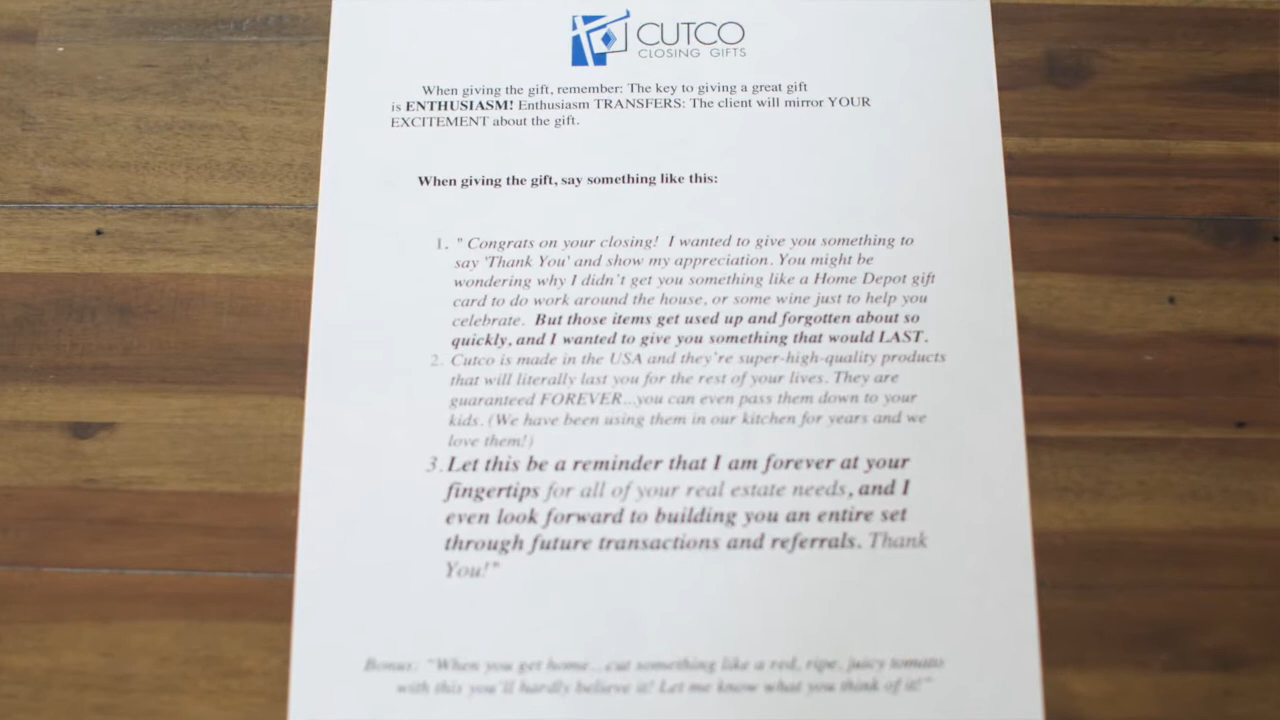 CUTCO
CLOSING GIFTS
When giving the gift, remember: The key to giving a great gift
is ENTHUSIASM! Enthusiasm TRANSFERS: The client will mirror YOUR
EXCITEMENT about the gift.
When giving the gift, say something like this:
1. " Congrats on your closing! I wanted to give you something to
say 'Thank You' and show my appreciation. You might be
wondering why I didn't get you something like a Home Depot gift
card to do work around the house, or some wine just to help you
celebrate. But those items get used up and forgotten about so
quickly, and I wanted to give you something that would LAST.
2. Cutco is made in the USA and they're super-high-quality products
that will literally last you for the rest of your lives. They are
guaranteed FOREVER...you can even pass them down to your
kids. (We have been using them in our kitchen for years and we
love them!)
3. Let this be a reminder that I am forever at your
fingertips for all of your real estate needs, and I
even look forward to building you an entire set
through future transactions and referrals. Thank
You!"
Bonus: "When you get home...cut something like a red, ripe, juicy tomato
with this you'll hardly believe it! Let me know what you think of it!"